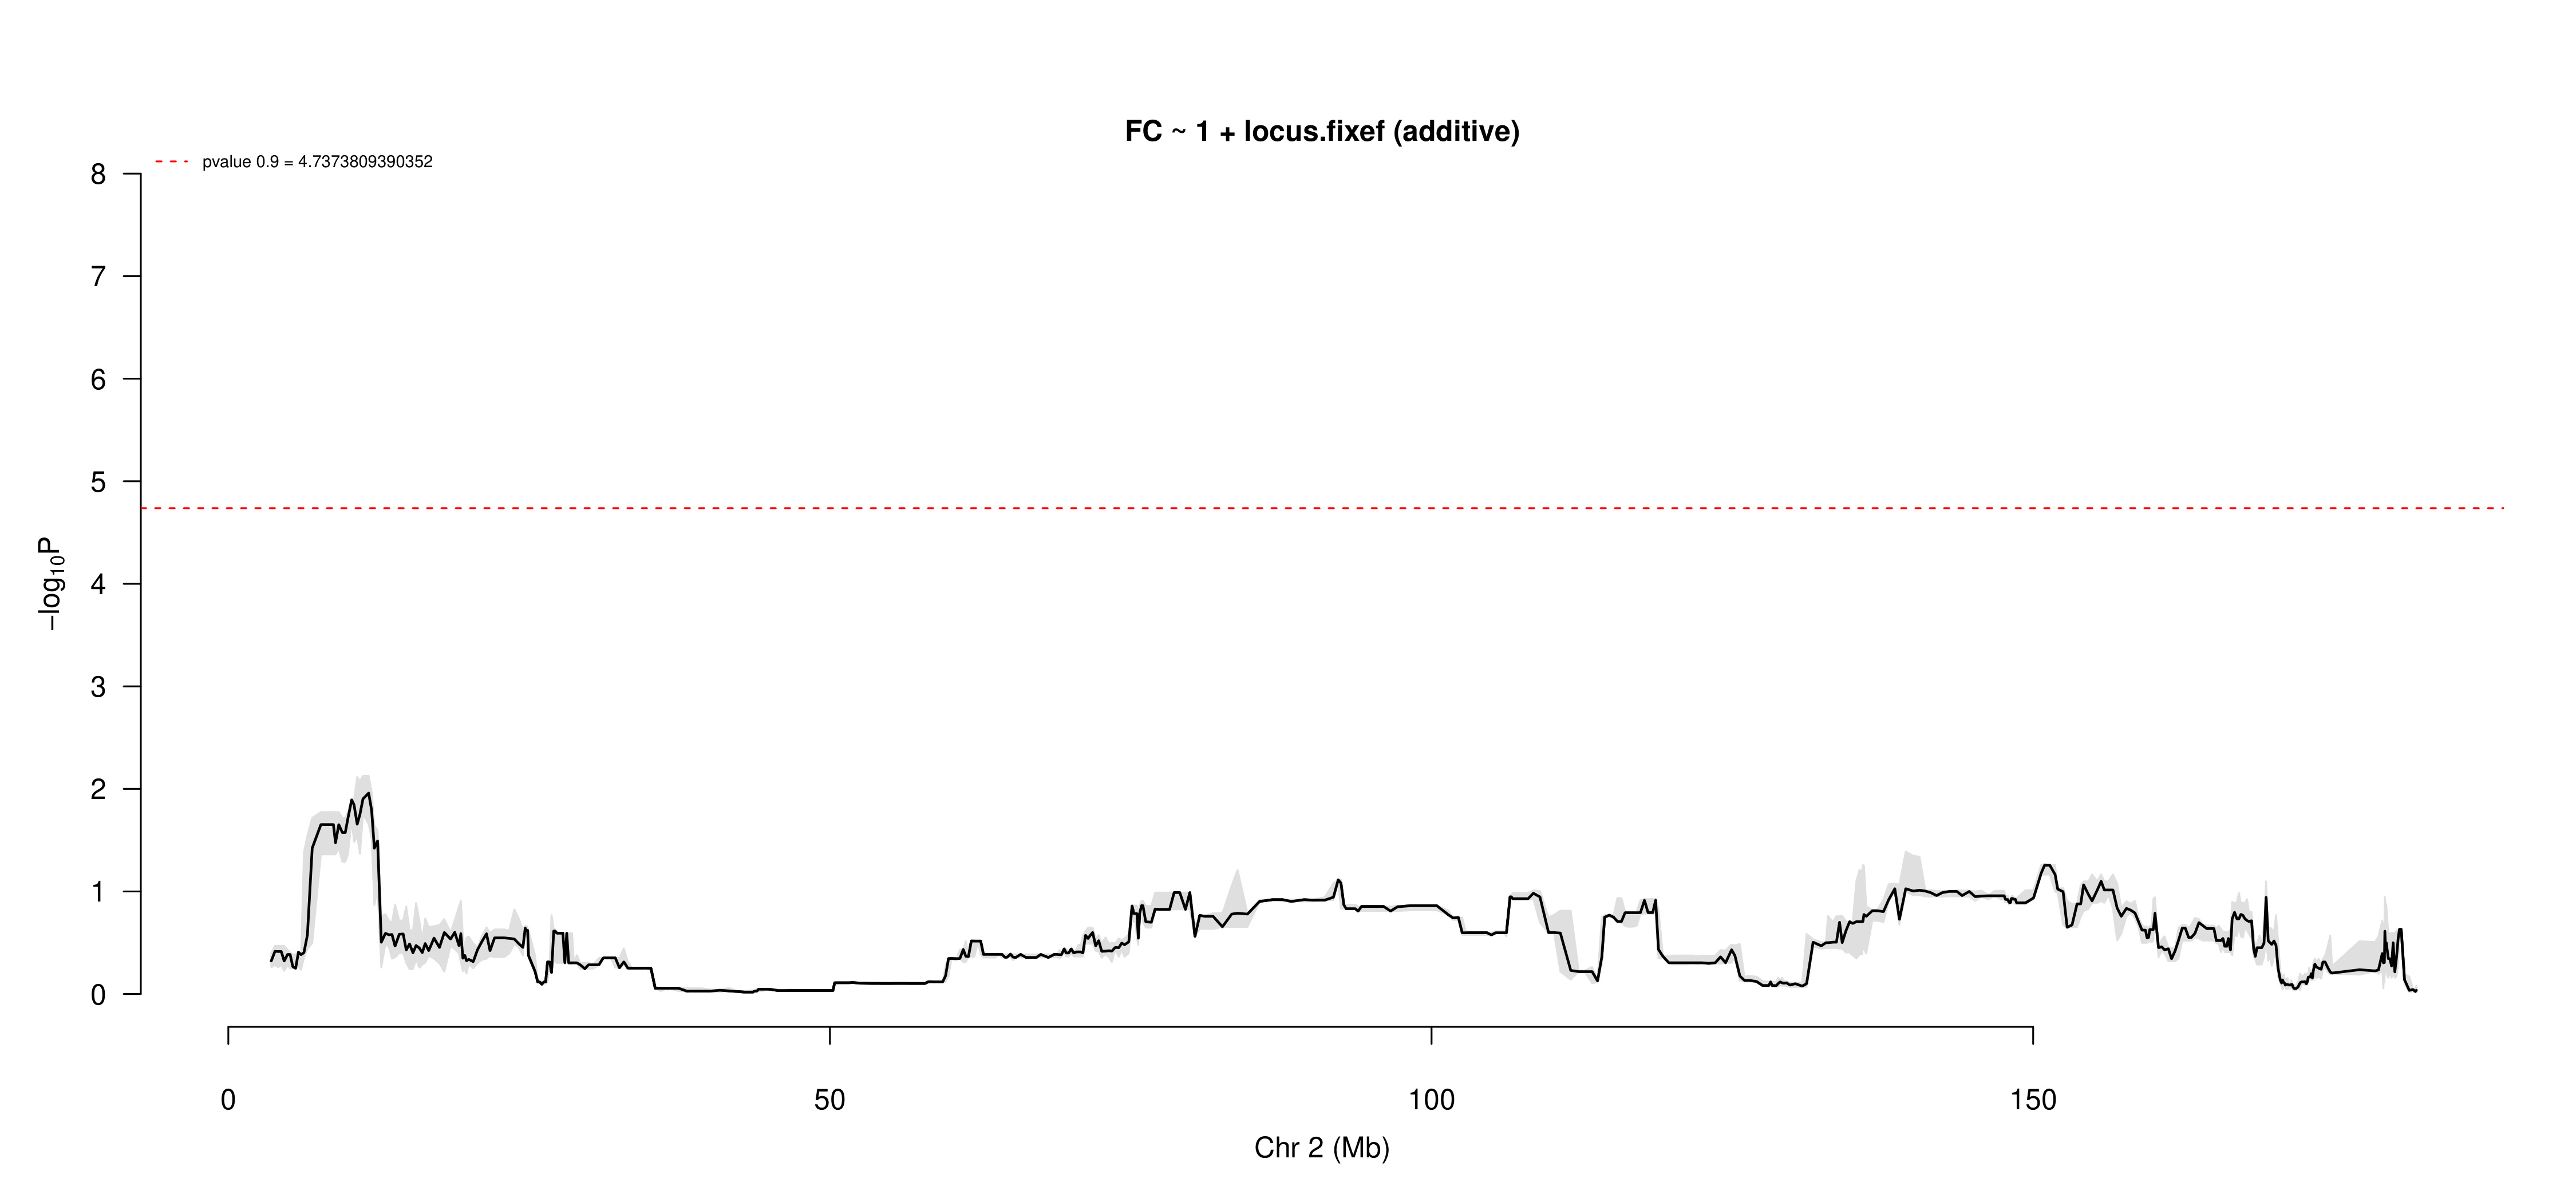 FC ~ 1 + locus.fixef (additive)
pvalue 0.9 = 4.7373809390352
8
7
6
5
4
3
2
1
0
−log10P
0 50 100 150
Chr 2 (Mb)